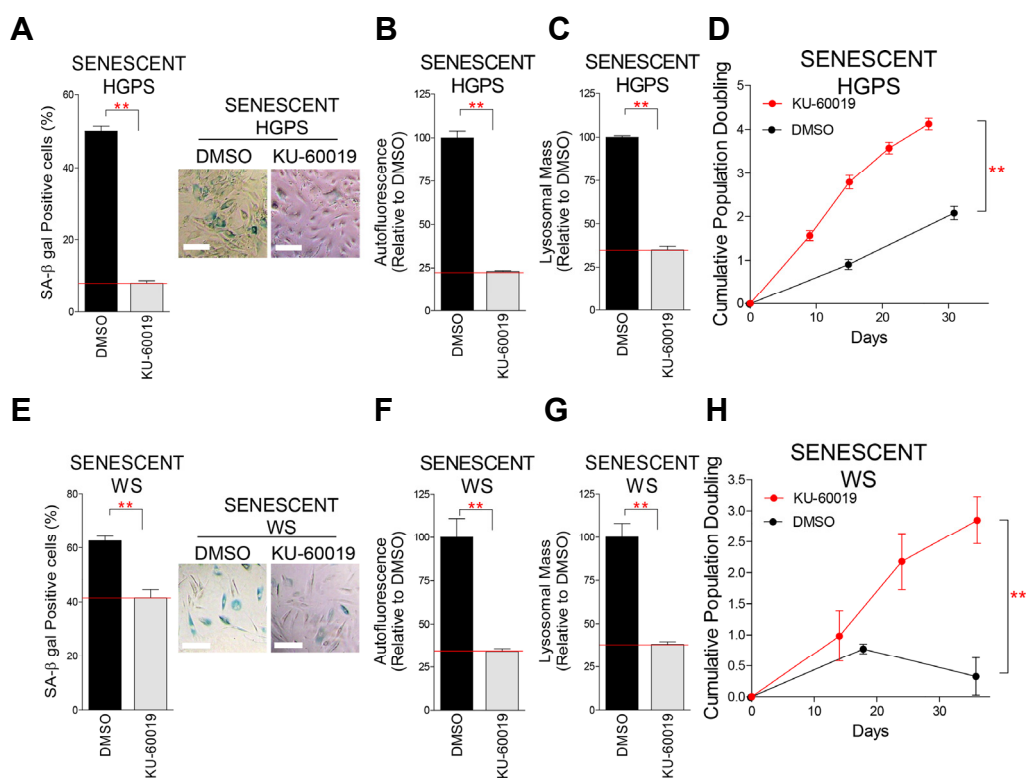 A
SENESCENT
HGPS
SA-β gal Positive cells (%)
60
40
20
0
**
DMSO
KU-60019
SENESCENT
HGPS
DMSO KU-60019
B
SENESCENT
HGPS
Autofluorescence
(Relative to DMSO)
125
100
75
50
25
0
**
DMSO
KU-60019
C
SENESCENT
HGPS
Lysosomal Mass
(Relative to DMSO)
125
100
75
50
25
0
**
DMSO
KU-60019
D
SENESCENT
HGPS
Cumulative Population Doubling
5
4
3
2
1
0
KU-60019
DMSO
**
0 10 20 30
Days
E
SENESCENT
WS
SA-β gal Positive cells (%)
80
60
40
20
0
**
DMSO
KU-60019
SENESCENT
WS
DMSO KU-60019
F
SENESCENT
WS
Autofluorescence
(Relative to DMSO)
125
100
75
50
25
0
**
DMSO
KU-60019
G
SENESCENT
WS
Lysosomal Mass
(Relative to DMSO)
125
100
75
50
25
0
**
DMSO
KU-60019
H
SENESCENT
WS
Cumulative Population Doubling
3.5
3.0
2.5
2.0
1.5
1.0
0.5
0.0
KU-60019
DMSO
**
0 10 20 30
Days